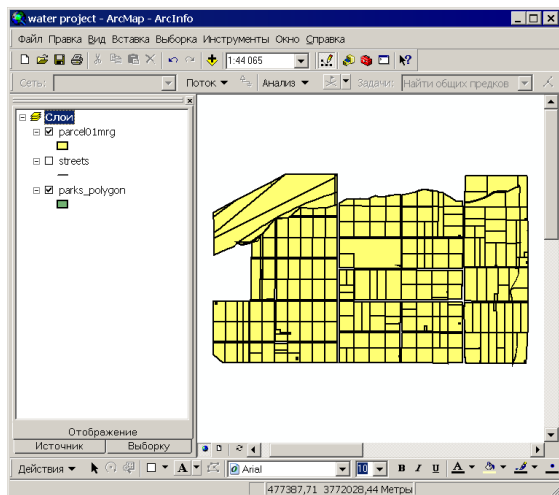 water project - ArcMap - ArcInfo
Файл Правка Вид Вставка Выборка Инструменты Окно Справка
1:44 065
Сеть: Поток Анализ Задачи: Найти общих предков
Слои
parcel01mrg
streets
parks_polygon
Отображение
Источник Выборку
Действия A Arial 10 B I U A
477387,71 3772028,44 Метры